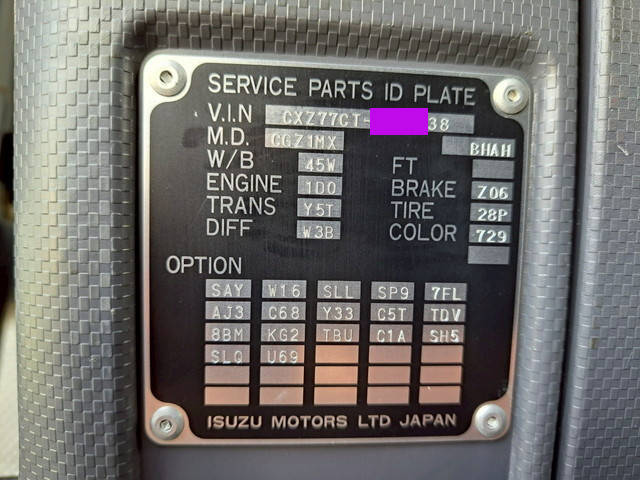 SERVICE PARTS ID PLATE
V.I.N CXZ77CT- 38
M.D. GGZ1MX BHAH
W/B 45W FT
ENGINE 1D0 BRAKE Z06
TRANS Y5T TIRE 28P
DIFF W3B COLOR 729
OPTION
SAY W16 SLL SP9 7FL
AJ3 C68 Y33 C5T TDV
8BM KG2 TBU C1A SH5
SLQ U69
ISUZU MOTORS LTD JAPAN